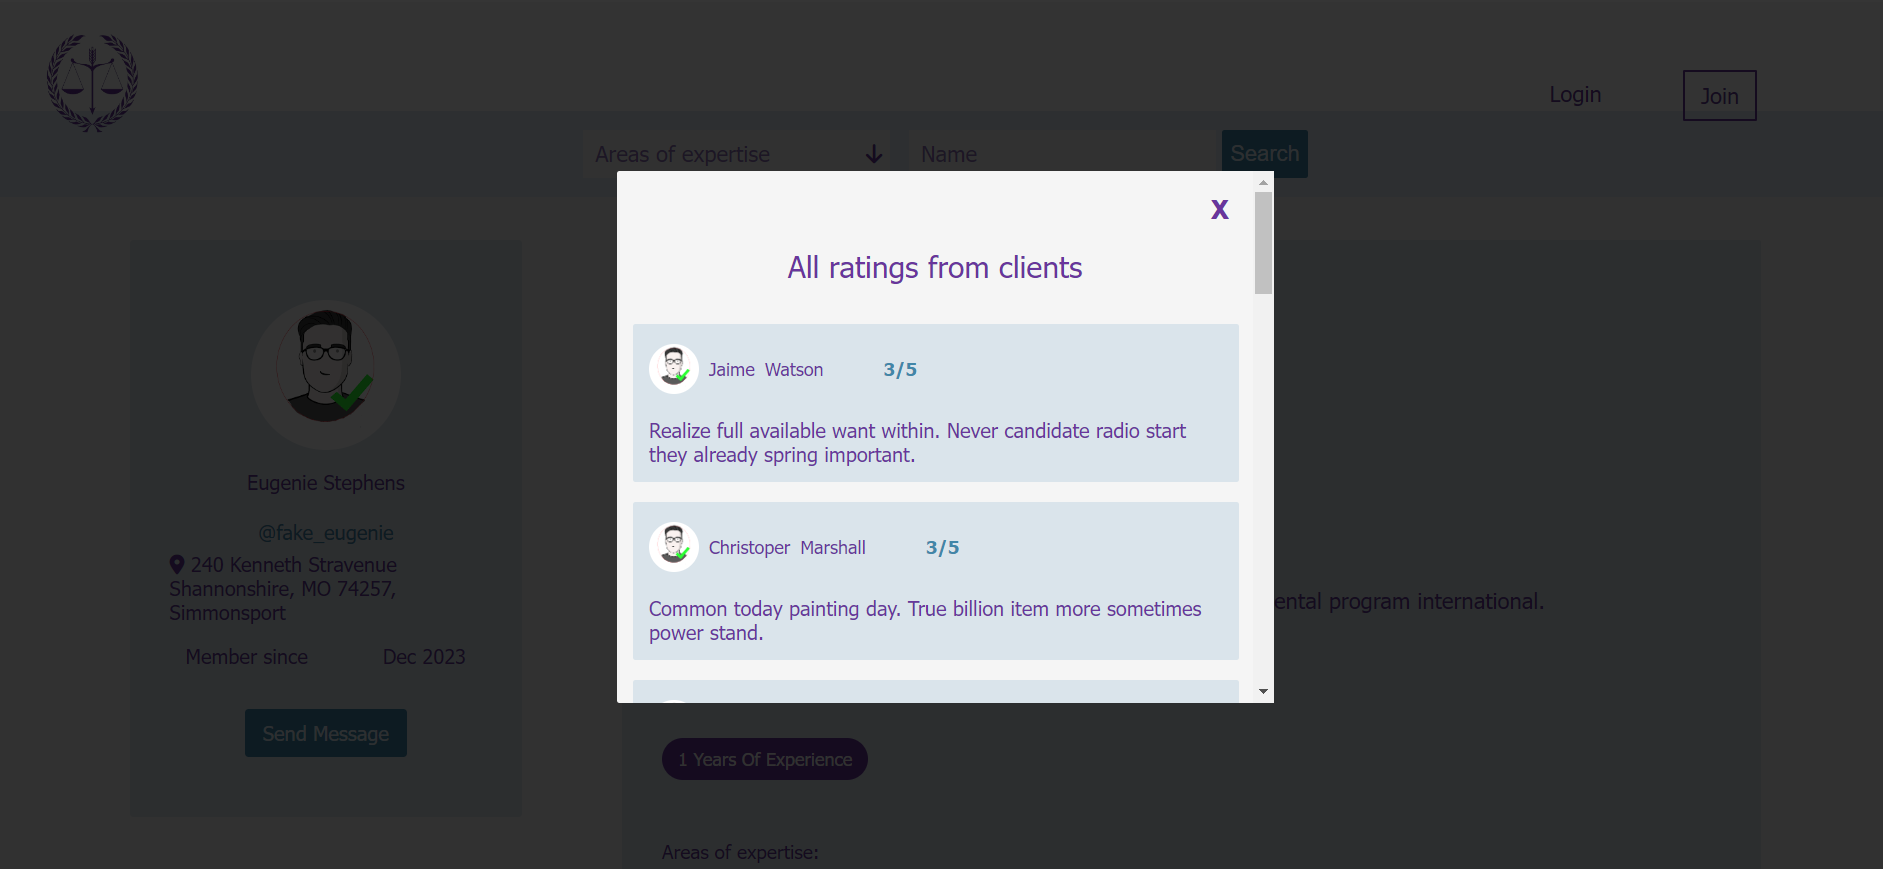 Login
Join
Areas of expertise
Name
Search
X
All ratings from clients
Jaime Watson 3/5
Realize full available want within. Never candidate radio start
they already spring important.
Christoper Marshall 3/5
Common today painting day. True billion item more sometimes
power stand.
Eugenie Stephens
@fake_eugenie
240 Kenneth Stravenue
Shannonshire, MO 74257,
Simmonsport
Member since Dec 2023
Send Message
program international.
1 Years Of Experience
Areas of expertise: